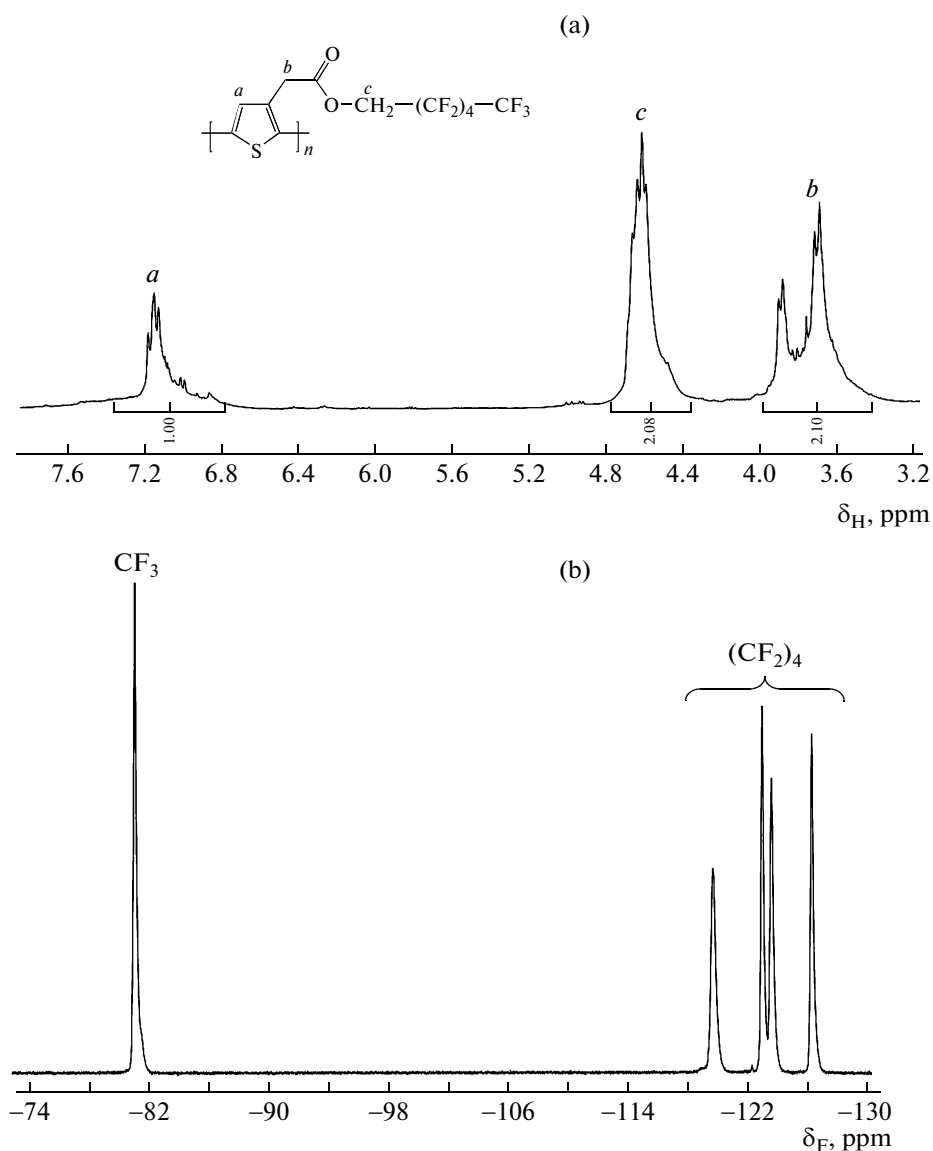 (a)
O
b
a
c
O–CH₂–(CF₂)₄–CF₃
S
n
c
b
a
1.00
2.08
2.10
7.6 7.2 6.8 6.4 6.0 5.6 5.2 4.8 4.4 4.0 3.6 3.2
δH, ppm
CF₃
(b)
(CF₂)₄
–74 –82 –90 –98 –106 –114 –122 –130
δF, ppm